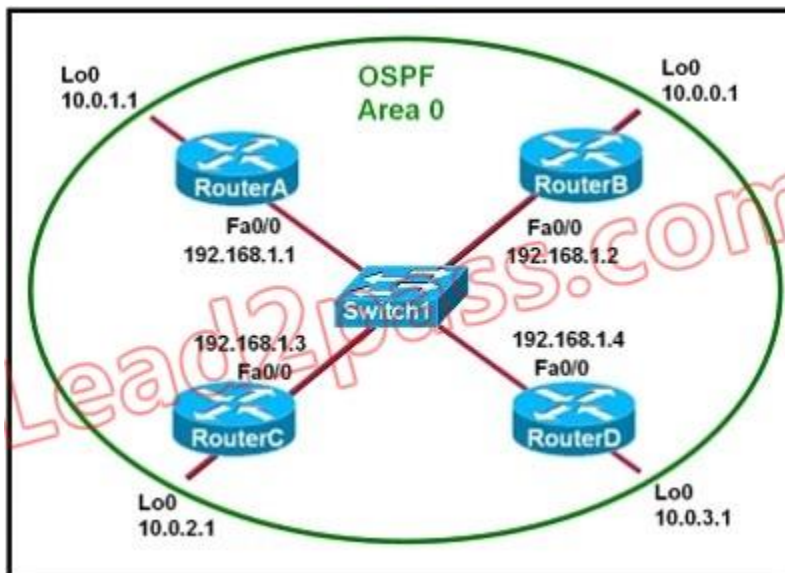 Lo0
10.0.1.1
OSPF
Area 0
Lo0
10.0.0.1
RouterA
RouterB
Fa0/0
192.168.1.1
Fa0/0
192.168.1.2
Switch1
192.168.1.3
Fa0/0
192.168.1.4
Fa0/0
RouterC
RouterD
Lo0
10.0.2.1
Lo0
10.0.3.1
Lead2pass.com